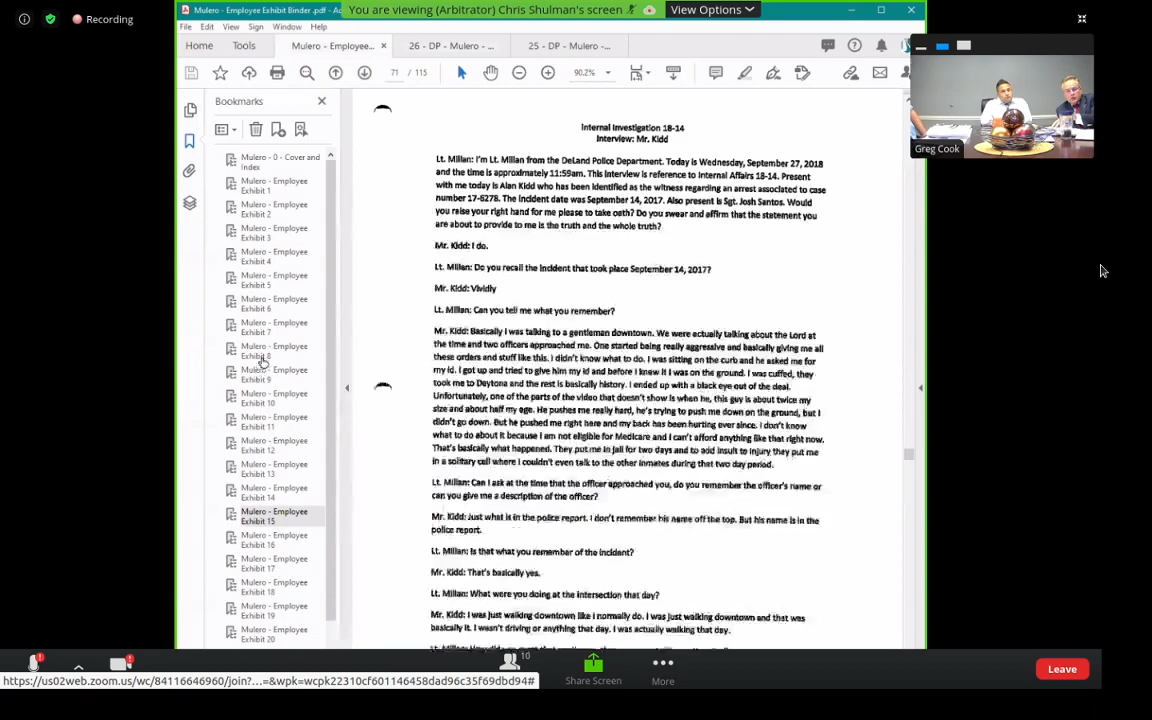 Recording
Mulero - Employee Exhibit Binder.pdf - Ad
You are viewing (Arbitrator) Chris Shulman's screen
View Options
File Edit View Sign Window Help
Home Tools Mulero - Employee... × 26 - DP - Mulero - ... 25 - DP - Mulero -...
71 / 115 90.2%
Greg Cook
Bookmarks
Mulero - 0 - Cover and
Index
Mulero - Employee
Exhibit 1
Mulero - Employee
Exhibit 2
Mulero - Employee
Exhibit 3
Mulero - Employee
Exhibit 4
Mulero - Employee
Exhibit 5
Mulero - Employee
Exhibit 6
Mulero - Employee
Exhibit 7
Mulero - Employee
Exhibit 8
Mulero - Employee
Exhibit 9
Mulero - Employee
Exhibit 10
Mulero - Employee
Exhibit 11
Mulero - Employee
Exhibit 12
Mulero - Employee
Exhibit 13
Mulero - Employee
Exhibit 14
Mulero - Employee
Exhibit 15
Mulero - Employee
Exhibit 16
Mulero - Employee
Exhibit 17
Mulero - Employee
Exhibit 18
Mulero - Employee
Exhibit 19
Mulero - Employee
Exhibit 20
Internal Investigation 18-14
Interview: Mr. Kidd
Lt. Millan: I'm Lt. Millan from the DeLand Police Department. Today is Wednesday, September 27, 2018
and the time is approximately 11:59am. This interview is reference to Internal Affairs 18-14. Present
with me today is Alan Kidd who has been identified as the witness regarding an arrest associated to case
number 17-6278. The incident date was September 14, 2017. Also present is Sgt. Josh Santos. Would
you raise your right hand for me please to take oath? Do you swear and affirm that the statement you
are about to provide to me is the truth and the whole truth?
Mr. Kidd: I do.
Lt. Millan: Do you recall the incident that took place September 14, 2017?
Mr. Kidd: Vividly
Lt. Millan: Can you tell me what you remember?
Mr. Kidd: Basically I was talking to a gentleman downtown. We were actually talking about the Lord at
the time and two officers approached me. One started being really aggressive and basically giving me all
these orders and stuff like this. I didn't know what to do. I was sitting on the curb and he asked me for
my id. I got up and tried to give him my id and before I knew it I was on the ground. I was cuffed, they
took me to Daytona and the rest is basically history. I ended up with a black eye out of the deal.
Unfortunately, one of the parts of the video that doesn't show is when he, this guy is about twice my
size and about half my age. He pushes me really hard, he's trying to push me down on the ground, but I
didn't go down. But he pushed me right here and my back has been hurting ever since. I don't know
what to do about it because I am not eligible for Medicare and I can't afford anything like that right now.
That's basically what happened. They put me in jail for two days and to add insult to injury they put me
in a solitary cell where I couldn't even talk to the other inmates during that two day period.
Lt. Millan: Can I ask at the time that the officer approached you, do you remember the officer's name or
can you give me a description of the officer?
Mr. Kidd: Just what is in the police report. I don't remember his name off the top. But his name is in the
police report.
Lt. Millan: Is that what you remember of the incident?
Mr. Kidd: That's basically yes.
Lt. Millan: What were you doing at the intersection that day?
Mr. Kidd: I was just walking downtown like I normally do. I was just walking downtown and that was
basically it. I wasn't driving or anything that day. I was actually walking that day.
10
Share Screen
More
Leave
https://us02web.zoom.us/wc/84116646960/join?...=&wpk=wcpk22310cf601146458dad96c35f69dbd94#